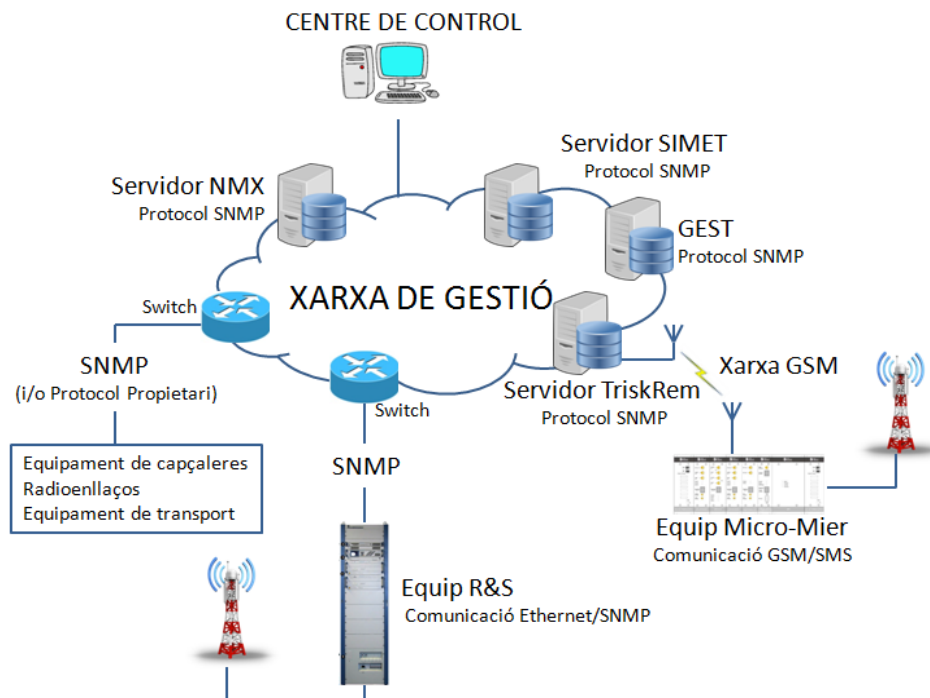 CENTRE DE CONTROL
Servidor SIMET
Protocol SNMP
Servidor NMX
Protocol SNMP
GEST
Protocol SNMP
XARXA DE GESTIÓ
Switch
SNMP
(i/o Protocol Propietari)
Xarxa GSM
Servidor TriskRem
Protocol SNMP
Switch
Equipament de capçaleres
Radioenllaços
Equipament de transport
SNMP
Equip Micro-Mier
Comunicació GSM/SMS
Equip R&S
Comunicació Ethernet/SNMP